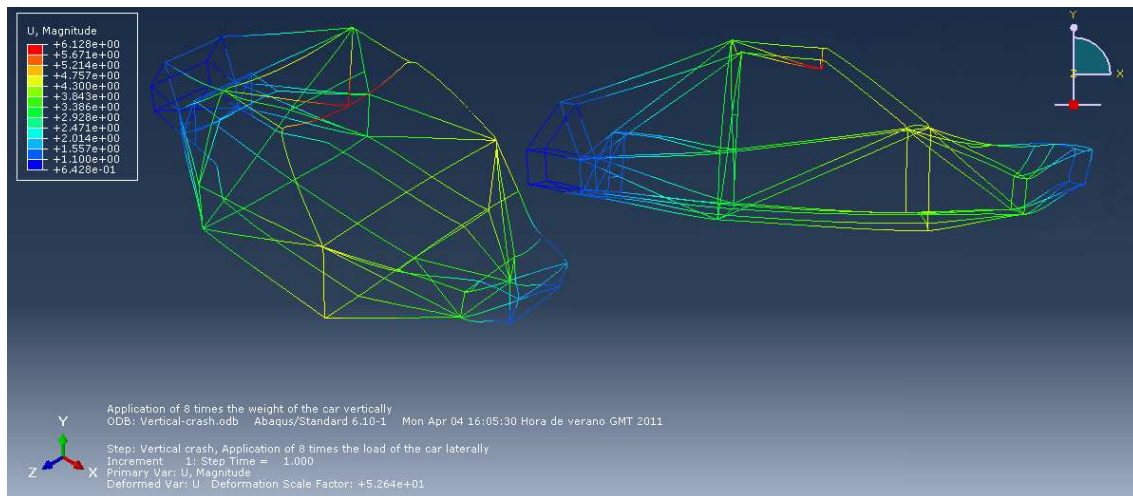 U, Magnitude
+6.128e+00
+5.671e+00
+5.214e+00
+4.757e+00
+4.300e+00
+3.843e+00
+3.386e+00
+2.928e+00
+2.471e+00
+2.014e+00
+1.557e+00
+1.100e+00
+6.428e-01
Y
Z
X
Application of 8 times the weight of the car vertically
ODB: Vertical-crash.odb Abaqus/Standard 6.10-1 Mon Apr 04 16:05:30 Hora de verano GMT 2011
Step: Vertical crash, Application of 8 times the load of the car laterally
Increment 1: Step Time = 1.000
Primary Var: U, Magnitude
Deformed Var: U Deformation Scale Factor: +5.264e+01
Y
Z
X